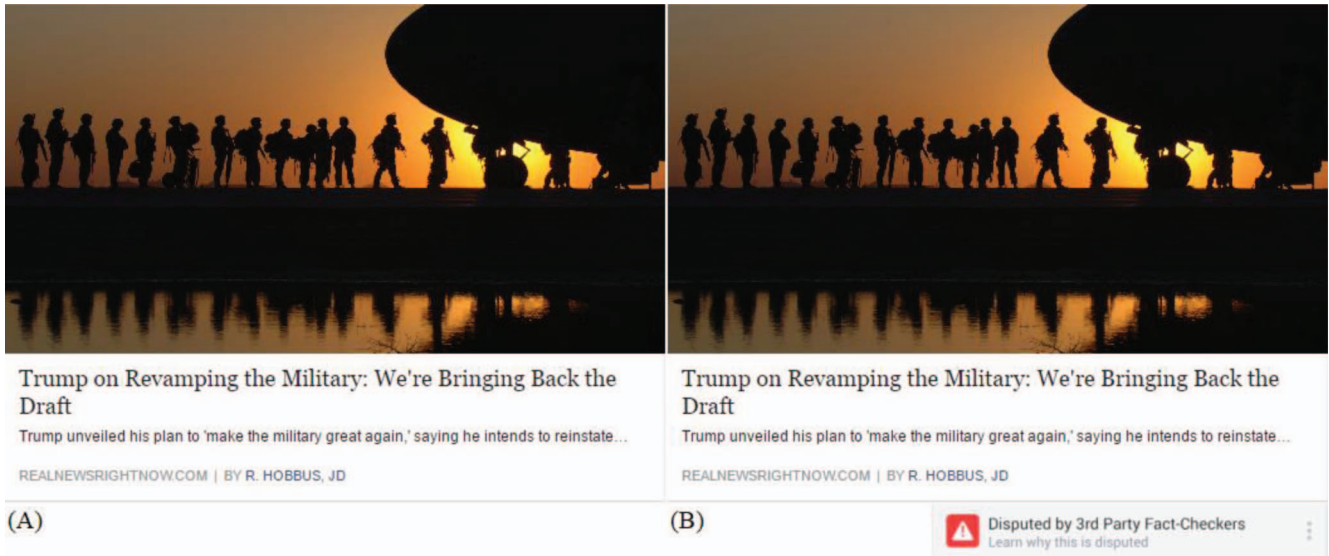 Trump on Revamping the Military: We're Bringing Back the
Draft
Trump unveiled his plan to 'make the military great again,' saying he intends to reinstate…
REALNEWSRIGHTNOW.COM | BY R. HOBBUS, JD
(A)
Trump on Revamping the Military: We're Bringing Back the
Draft
Trump unveiled his plan to 'make the military great again,' saying he intends to reinstate…
REALNEWSRIGHTNOW.COM | BY R. HOBBUS, JD
(B)
Disputed by 3rd Party Fact-Checkers
Learn why this is disputed